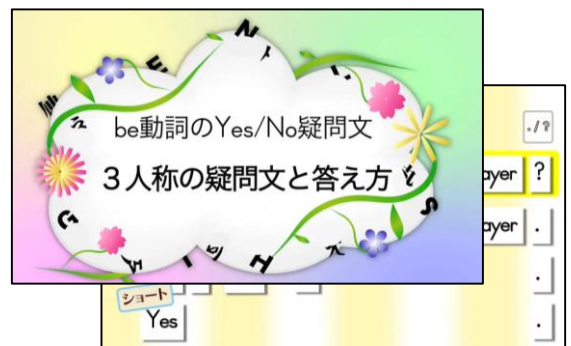 be動詞のYes/No疑問文
3人称の疑問文と答え方
./?
ayer ?
ayer .
.
ショート
Yes .